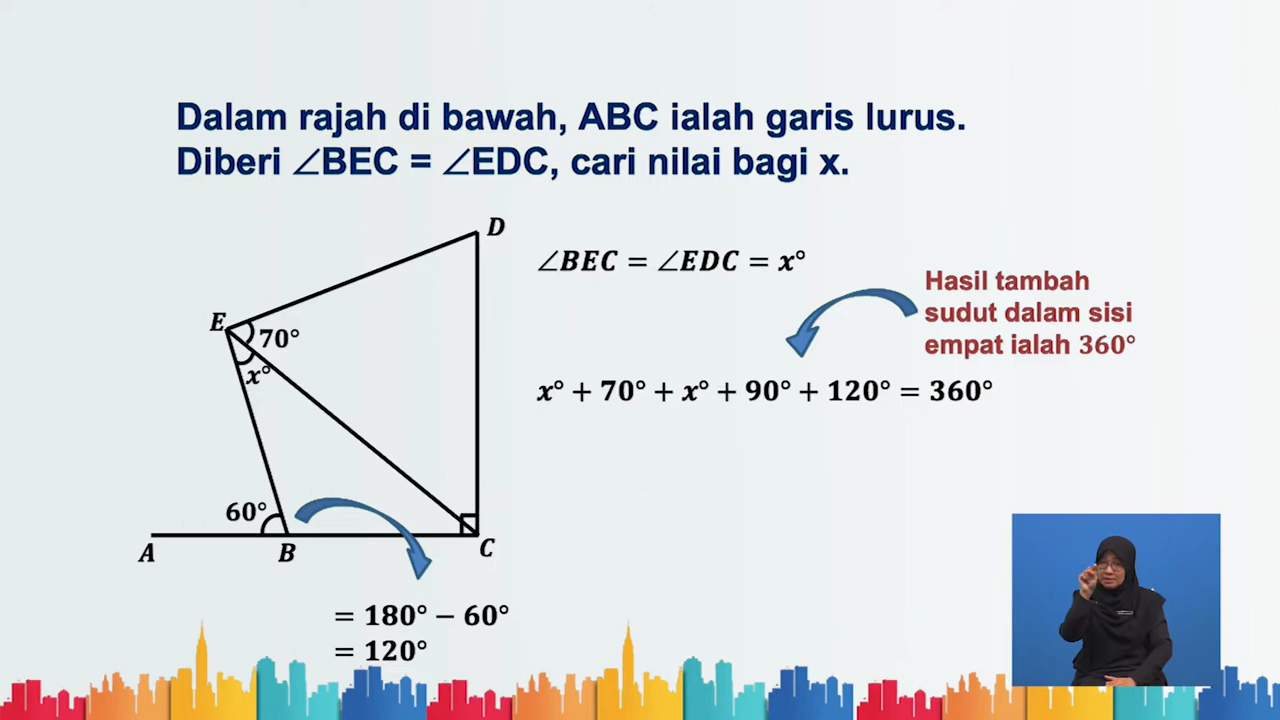 Dalam rajah di bawah, ABC ialah garis lurus.
Diberi ∠BEC = ∠EDC, cari nilai bagi x.
D
∠BEC = ∠EDC = x°
Hasil tambah
sudut dalam sisi
empat ialah 360°
E
70°
x°
x° + 70° + x° + 90° + 120° = 360°
60°
A
B
C
= 180° − 60°
= 120°